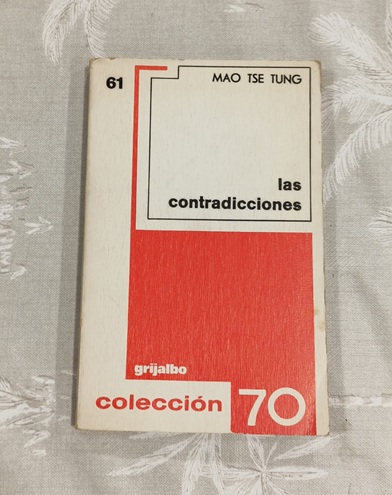 61
MAO TSE TUNG
las
contradicciones
grijalbo
colección 70